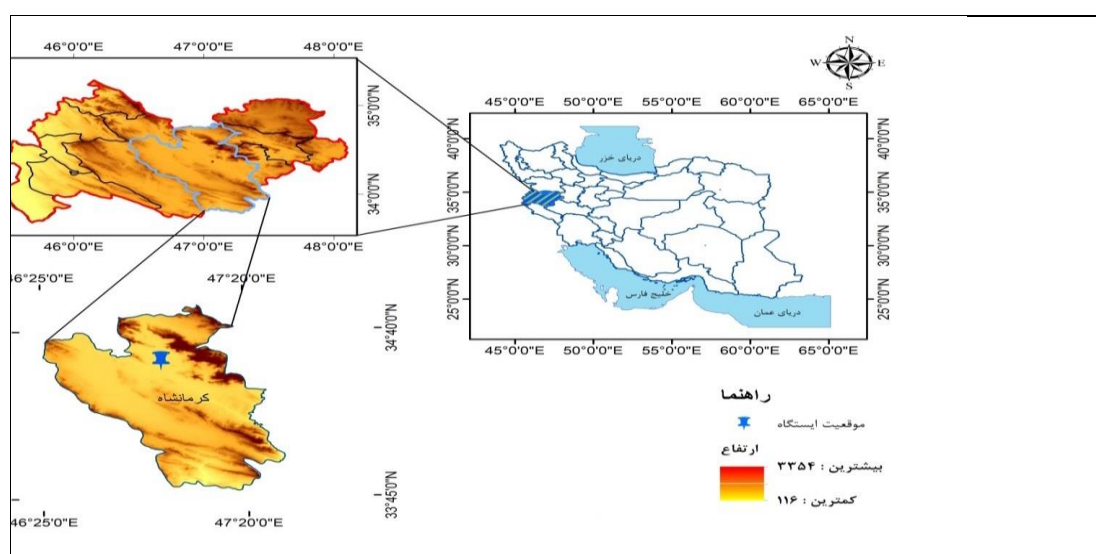 46°0'0"E 47°0'0"E 48°0'0"E
35°0'0"N
34°0'0"N
46°0'0"E 47°0'0"E 48°0'0"E
N
W E
S
45°0'0"E 50°0'0"E 55°0'0"E 60°0'0"E 65°0'0"E
40°0'0"N 40°0'0"N
35°0'0"N 35°0'0"N
30°0'0"N 30°0'0"N
25°0'0"N 25°0'0"N
دریای خزر
خلیج فارس
دریای عمان
45°0'0"E 50°0'0"E 55°0'0"E 60°0'0"E 65°0'0"E
6°25'0"E 47°20'0"E
34°40'0"N
کرمانشاه
33°45'0"N
46°25'0"E 47°20'0"E
راهنما
موقعیت ایستگاه
ارتفاع
بیشترین : ۳۳۵۴
کمترین : ۱۱۶